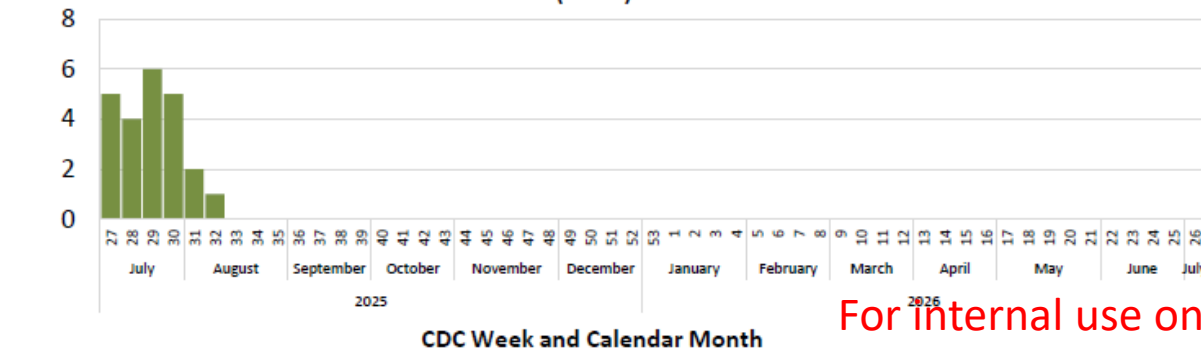 8
6
4
2
0
27 28 29 30 31 32 33 34 35 36 37 38 39 40 41 42 43 44 45 46 47 48 49 50 51 52 53 1 2 3 4 5 6 7 8 9 10 11 12 13 14 15 16 17 18 19 20 21 22 23 24 25 26
July August September October November December January February March April May June July
2025 2026
For internal use on
CDC Week and Calendar Month